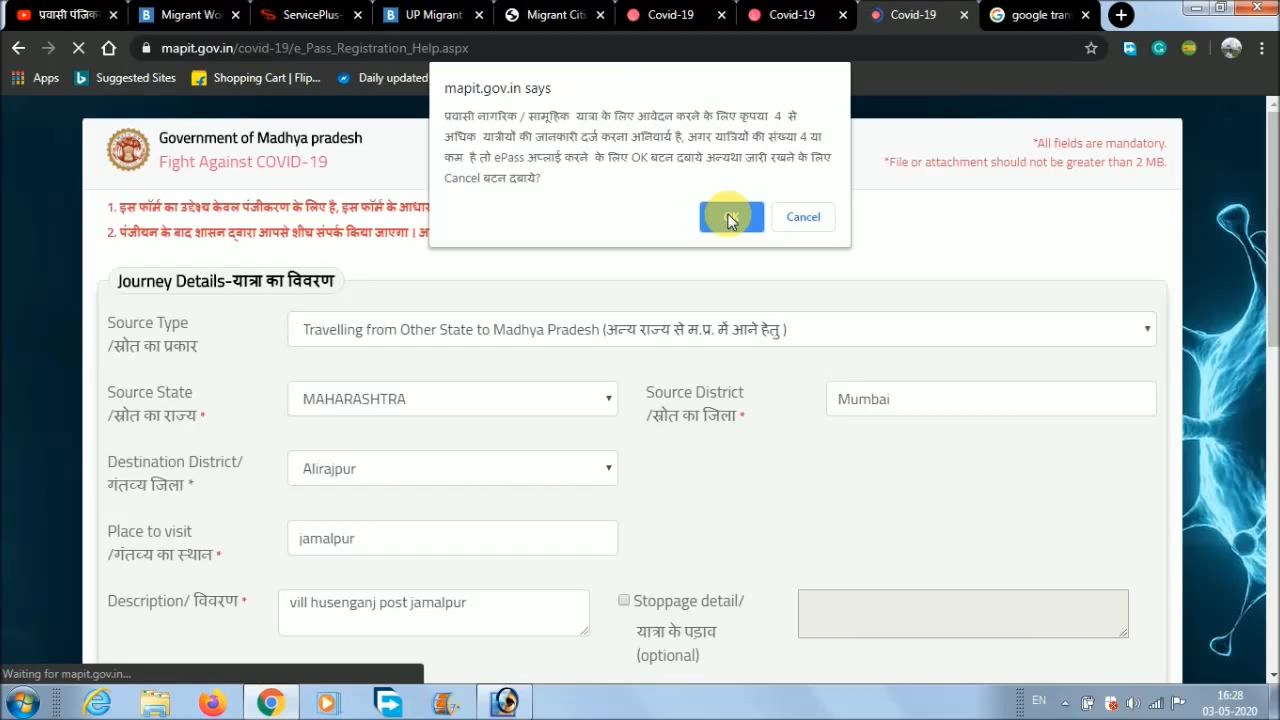 प्रवासी पंजिक
Migrant Wo
ServicePlus-
UP Migrant
Migrant Citi
Covid-19
Covid-19
Covid-19
google tran
mapit.gov.in/covid-19/e_Pass_Registration_Help.aspx
Apps
Suggested Sites
Shopping Cart | Flip...
Daily updated
mapit.gov.in says
प्रवासी नागरिक / सामूहिक यात्रा के लिए आवेदन करने के लिए कृपया 4 से
अधिक यात्रीयों की जानकारी दर्ज करना अनिवार्य है, अगर यात्रियों की संख्या 4 या
कम है तो ePass अप्लाई करने के लिए OK बटन दबाये अन्यथा जारी रखने के लिए
Cancel बटन दबाये?
OK
Cancel
Government of Madhya pradesh
Fight Against COVID-19
*All fields are mandatory.
*File or attachment should not be greater than 2 MB.
1. इस फॉर्म का उद्देश्य केवल पंजीकरण के लिए है, इस फॉर्म के आधार
2. पंजीयन के बाद शासन द्वारा आपसे शीघ्र संपर्क किया जाएगा ।
Journey Details-यात्रा का विवरण
Source Type
/स्रोत का प्रकार
Travelling from Other State to Madhya Pradesh (अन्य राज्य से म.प्र. में आने हेतु )
Source State
/स्रोत का राज्य *
MAHARASHTRA
Source District
/स्रोत का जिला *
Mumbai
Destination District/
गंतव्य जिला *
Alirajpur
Place to visit
/गंतव्य का स्थान *
jamalpur
Description/ विवरण *
vill husenganj post jamalpur
Stoppage detail/
यात्रा के पड़ाव
(optional)
Waiting for mapit.gov.in...
EN
16:28
03-05-2020